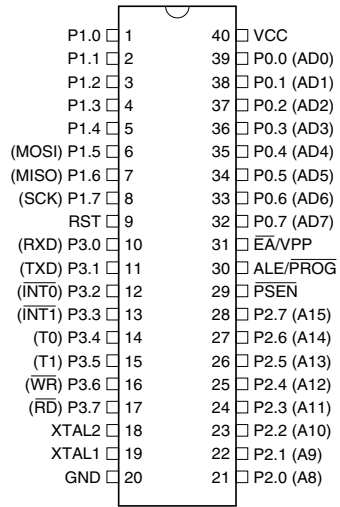 P1.0 1 40 VCC
P1.1 2 39 P0.0 (AD0)
P1.2 3 38 P0.1 (AD1)
P1.3 4 37 P0.2 (AD2)
P1.4 5 36 P0.3 (AD3)
(MOSI) P1.5 6 35 P0.4 (AD4)
(MISO) P1.6 7 34 P0.5 (AD5)
(SCK) P1.7 8 33 P0.6 (AD6)
RST 9 32 P0.7 (AD7)
(RXD) P3.0 10 31 E̅A̅/VPP
(TXD) P3.1 11 30 ALE/P̅R̅O̅G̅
(I̅N̅T̅0̅) P3.2 12 29 P̅S̅E̅N̅
(I̅N̅T̅1̅) P3.3 13 28 P2.7 (A15)
(T0) P3.4 14 27 P2.6 (A14)
(T1) P3.5 15 26 P2.5 (A13)
(W̅R̅) P3.6 16 25 P2.4 (A12)
(R̅D̅) P3.7 17 24 P2.3 (A11)
XTAL2 18 23 P2.2 (A10)
XTAL1 19 22 P2.1 (A9)
GND 20 21 P2.0 (A8)